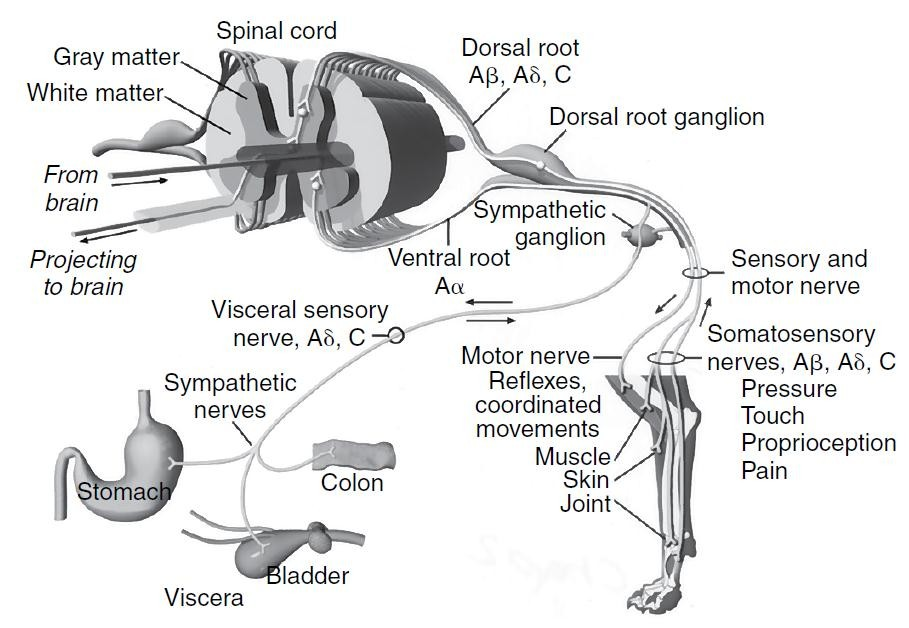 Spinal cord
Gray matter
White matter
From
brain
Projecting
to brain
Dorsal root
Aβ, Aδ, C
Dorsal root ganglion
Sympathetic
ganglion
Ventral root
Aα
Sensory and
motor nerve
Visceral sensory
nerve, Aδ, C
Sympathetic
nerves
Motor nerve
Reflexes,
coordinated
movements
Muscle
Skin
Joint
Somatosensory
nerves, Aβ, Aδ, C
Pressure
Touch
Proprioception
Pain
Stomach
Colon
Bladder
Viscera